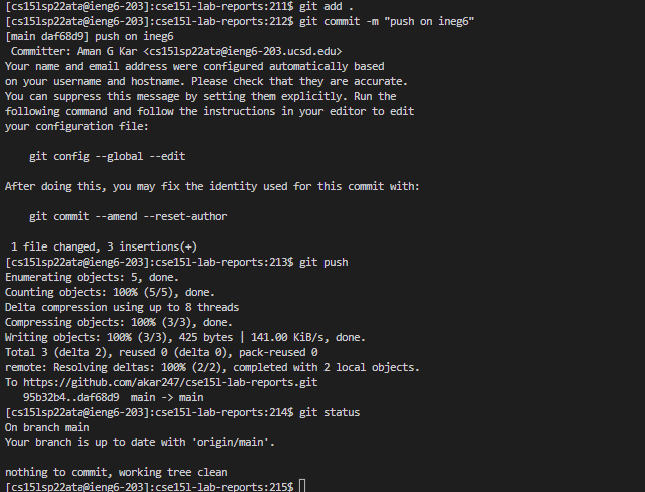 [cs15lsp22ata@ieng6-203]:cse15l-lab-reports:211$ git add .
[cs15lsp22ata@ieng6-203]:cse15l-lab-reports:212$ git commit -m "push on ineg6"
[main daf68d9] push on ineg6
Committer: Aman G Kar <cs15lsp22ata@ieng6-203.ucsd.edu>
Your name and email address were configured automatically based
on your username and hostname. Please check that they are accurate.
You can suppress this message by setting them explicitly. Run the
following command and follow the instructions in your editor to edit
your configuration file:
git config --global --edit
After doing this, you may fix the identity used for this commit with:
git commit --amend --reset-author
1 file changed, 3 insertions(+)
[cs15lsp22ata@ieng6-203]:cse15l-lab-reports:213$ git push
Enumerating objects: 5, done.
Counting objects: 100% (5/5), done.
Delta compression using up to 8 threads
Compressing objects: 100% (3/3), done.
Writing objects: 100% (3/3), 425 bytes | 141.00 KiB/s, done.
Total 3 (delta 2), reused 0 (delta 0), pack-reused 0
remote: Resolving deltas: 100% (2/2), completed with 2 local objects.
To https://github.com/akar247/cse15l-lab-reports.git
95b32b4..daf68d9  main -> main
[cs15lsp22ata@ieng6-203]:cse15l-lab-reports:214$ git status
On branch main
Your branch is up to date with 'origin/main'.
nothing to commit, working tree clean
[cs15lsp22ata@ieng6-203]:cse15l-lab-reports:215$